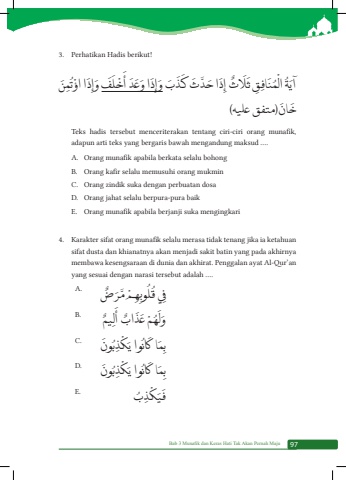 3. Perhatikan Hadis berikut!
آيَةُ الْمُنَافِقِ ثَلَاثٌ إِذَا حَدَّثَ كَذَبَ وَإِذَا وَعَدَ أَخْلَفَ وَإِذَا اؤْتُمِنَ
خَانَ(متفق عليه)
Teks hadis tersebut menceriterakan tentang ciri-ciri orang munafik,
adapun arti teks yang bergaris bawah mengandung maksud ....
A. Orang munafik apabila berkata selalu bohong
B. Orang kafir selalu memusuhi orang mukmin
C. Orang zindik suka dengan perbuatan dosa
D. Orang jahat selalu berpura-pura baik
E. Orang munafik apabila berjanji suka mengingkari
4. Karakter sifat orang munafik selalu merasa tidak tenang jika ia ketahuan
sifat dusta dan khianatnya akan menjadi sakit batin yang pada akhirnya
membawa kesengsaraan di dunia dan akhirat. Penggalan ayat Al-Qur'an
yang sesuai dengan narasi tersebut adalah ....
A. فِي قُلُوبِهِمْ مَّرَضٌ
B. وَلَهُمْ عَذَابٌ أَلِيمٌ
C. بِمَا كَانُوا يَكْذِبُونَ
D. بِمَا كَانُوا يَكْذِبُونَ
E. فَيَكْذِبُ
Bab 3 Munafik dan Keras Hati Tak Akan Pernah Maju 97